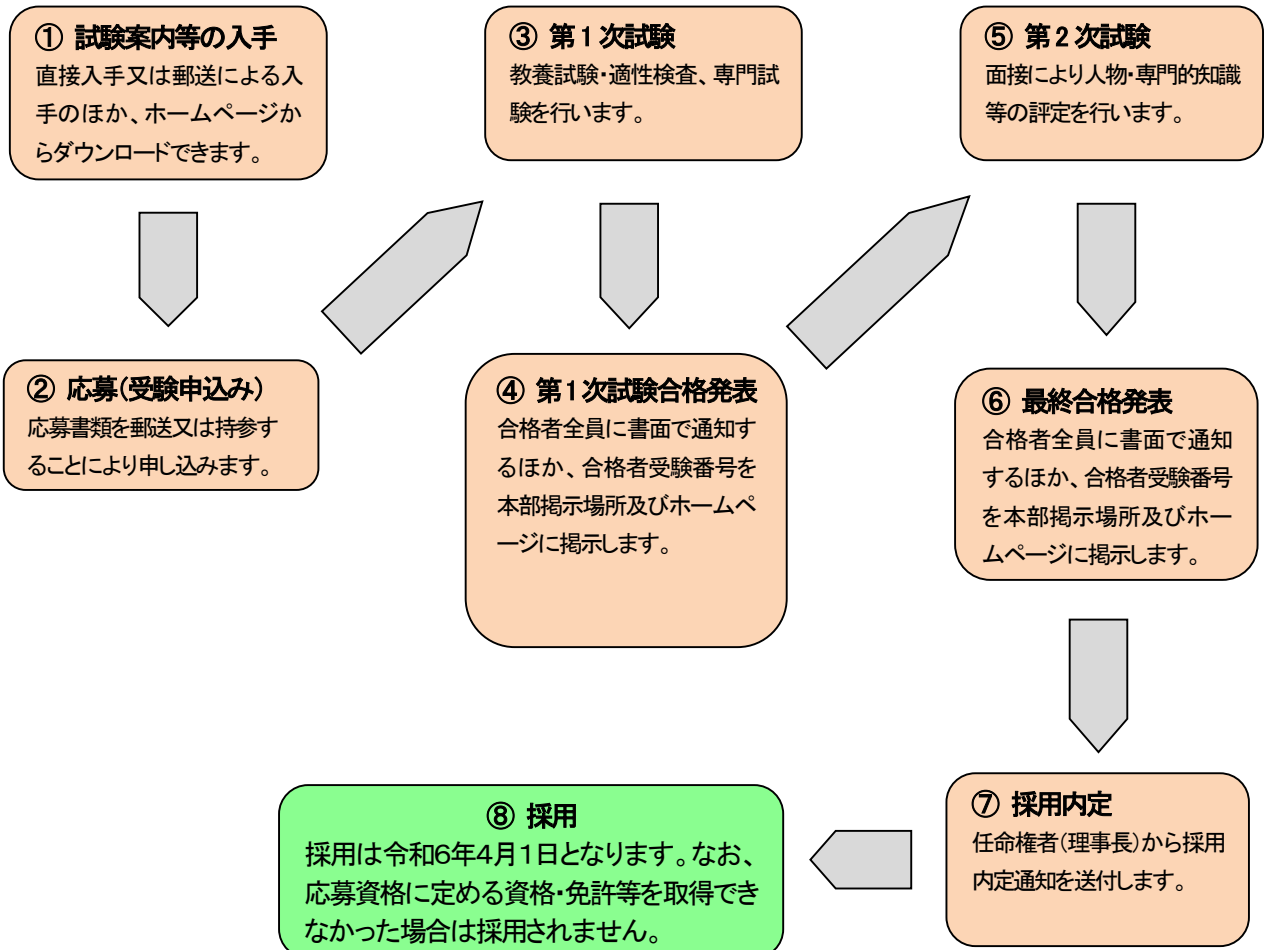 ① 試験案内等の入手
直接入手又は郵送による入
手のほか、ホームページか
らダウンロードできます。
② 応募(受験申込み)
応募書類を郵送又は持参す
ることにより申し込みます。
③ 第1次試験
教養試験・適性検査、専門試
験を行います。
④ 第1次試験合格発表
合格者全員に書面で通知す
るほか、合格者受験番号を
本部掲示場所及びホームペ
ージに掲示します。
⑤ 第2次試験
面接により人物・専門的知識
等の評定を行います。
⑥ 最終合格発表
合格者全員に書面で通知
するほか、合格者受験番号
を本部掲示場所及びホー
ムページに掲示します。
⑦ 採用内定
任命権者(理事長)から採用
内定通知を送付します。
⑧ 採用
採用は令和6年4月1日となります。なお、
応募資格に定める資格・免許等を取得でき
なかった場合は採用されません。